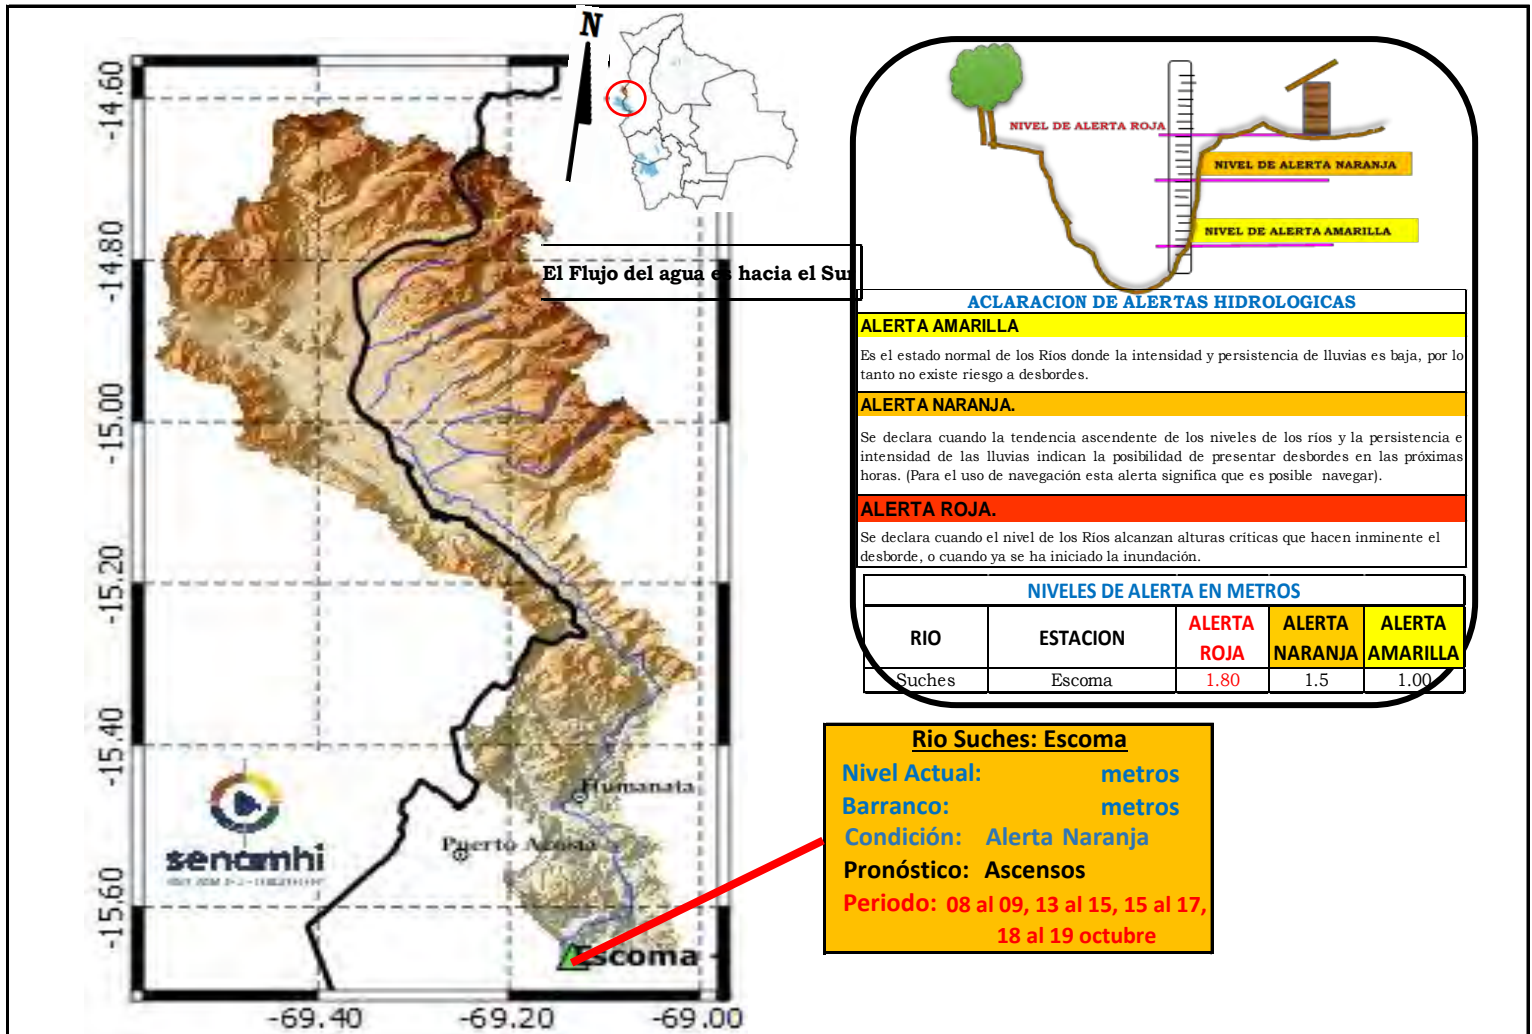 N
-14.60
-14.80
-15.00
-15.20
-15.40
-15.60
-69.40
-69.20
-69.00
El Flujo del agua es hacia el Sur
Humanata
Puerto Acosta
Escoma
senamhi
NIVEL DE ALERTA ROJA
NIVEL DE ALERTA NARANJA
NIVEL DE ALERTA AMARILLA
ACLARACION DE ALERTAS HIDROLOGICAS
ALERTA AMARILLA
Es el estado normal de los Ríos donde la intensidad y persistencia de lluvias es baja, por lo
tanto no existe riesgo a desbordes.
ALERTA NARANJA.
Se declara cuando la tendencia ascendente de los niveles de los ríos y la persistencia e
intensidad de las lluvias indican la posibilidad de presentar desbordes en las próximas
horas. (Para el uso de navegación esta alerta significa que es posible navegar).
ALERTA ROJA.
Se declara cuando el nivel de los Ríos alcanzan alturas críticas que hacen inminente el
desborde, o cuando ya se ha iniciado la inundación.
NIVELES DE ALERTA EN METROS
RIO ESTACION ALERTA ROJA ALERTA NARANJA ALERTA AMARILLA
Suches Escoma 1.80 1.5 1.00
Rio Suches: Escoma
Nivel Actual: metros
Barranco: metros
Condición: Alerta Naranja
Pronóstico: Ascensos
Periodo: 08 al 09, 13 al 15, 15 al 17,
18 al 19 octubre